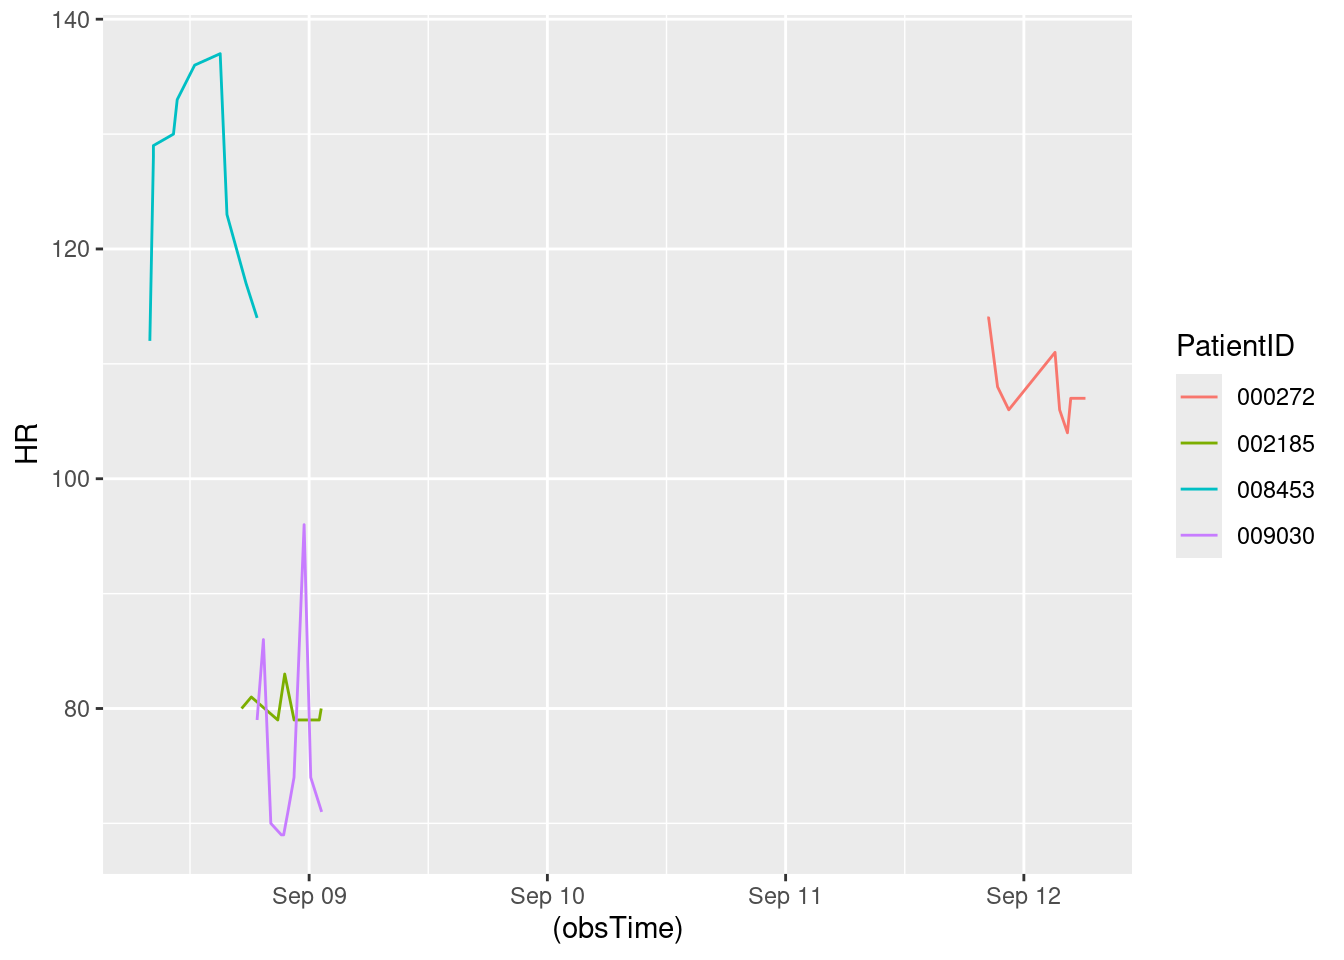 140
120
100
80
HR
Sep 09
Sep 10
Sep 11
Sep 12
(obsTime)
PatientID
000272
002185
008453
009030